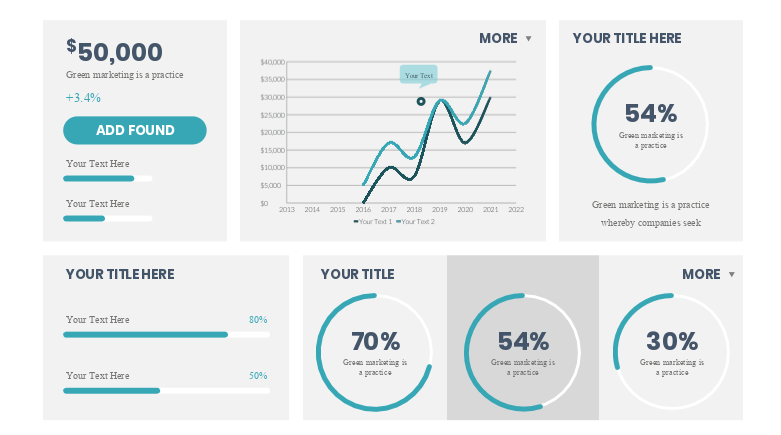 $50,000
Green marketing is a practice
+3.4%
ADD FOUND
Your Text Here
Your Text Here
MORE
$40,000
$35,000
$30,000
$25,000
$20,000
$15,000
$10,000
$5,000
$0
Your Text
2013 2014 2015 2016 2017 2018 2019 2020 2021 2022
Your Text 1 Your Text 2
YOUR TITLE HERE
54%
Green marketing is
a practice
Green marketing is a practice
whereby companies seek
YOUR TITLE HERE
Your Text Here 80%
Your Text Here 50%
YOUR TITLE
MORE
70%
Green marketing is
a practice
54%
Green marketing is
a practice
30%
Green marketing is
a practice